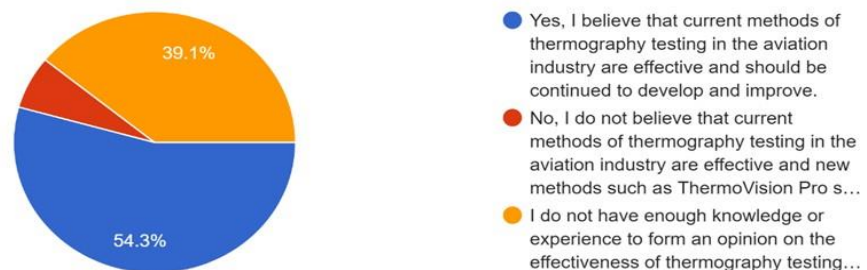 39.1%
54.3%
Yes, I believe that current methods of
thermography testing in the aviation
industry are effective and should be
continued to develop and improve.
No, I do not believe that current
methods of thermography testing in the
aviation industry are effective and new
methods such as ThermoVision Pro s…
I do not have enough knowledge or
experience to form an opinion on the
effectiveness of thermography testing…